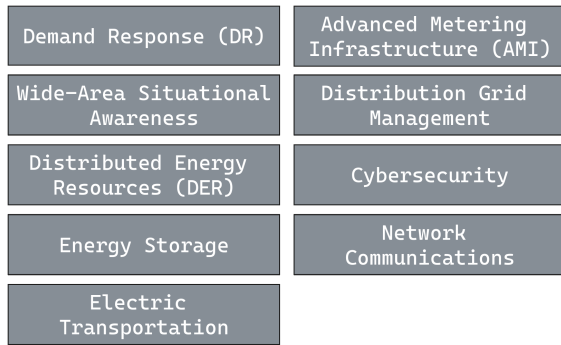 Demand Response (DR)
Advanced Metering
Infrastructure (AMI)
Wide-Area Situational
Awareness
Distribution Grid
Management
Distributed Energy
Resources (DER)
Cybersecurity
Energy Storage
Network
Communications
Electric
Transportation